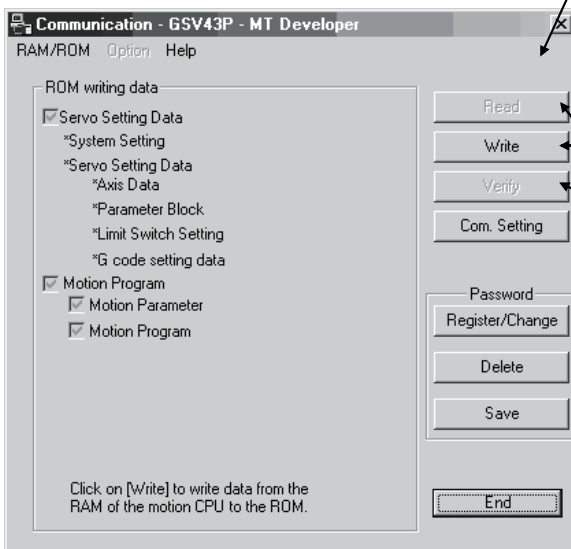 Communication - GSV43P - MT Developer
RAM/ROM Option Help
ROM writing data
Servo Setting Data
*System Setting
*Servo Setting Data
*Axis Data
*Parameter Block
*Limit Switch Setting
*G code setting data
Motion Program
Motion Parameter
Motion Program
Click on [Write] to write data from the
RAM of the motion CPU to the ROM.
Read
Write
Verify
Com. Setting
Password
Register/Change
Delete
Save
End